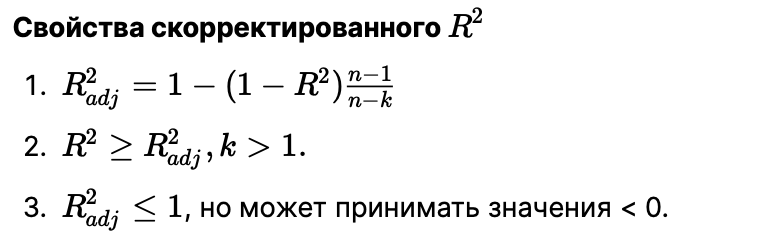 Свойства скорректированного R²
1. R²_adj = 1 − (1 − R²) (n−1)/(n−k)
2. R² ≥ R²_adj, k > 1.
3. R²_adj ≤ 1, но может принимать значения < 0.